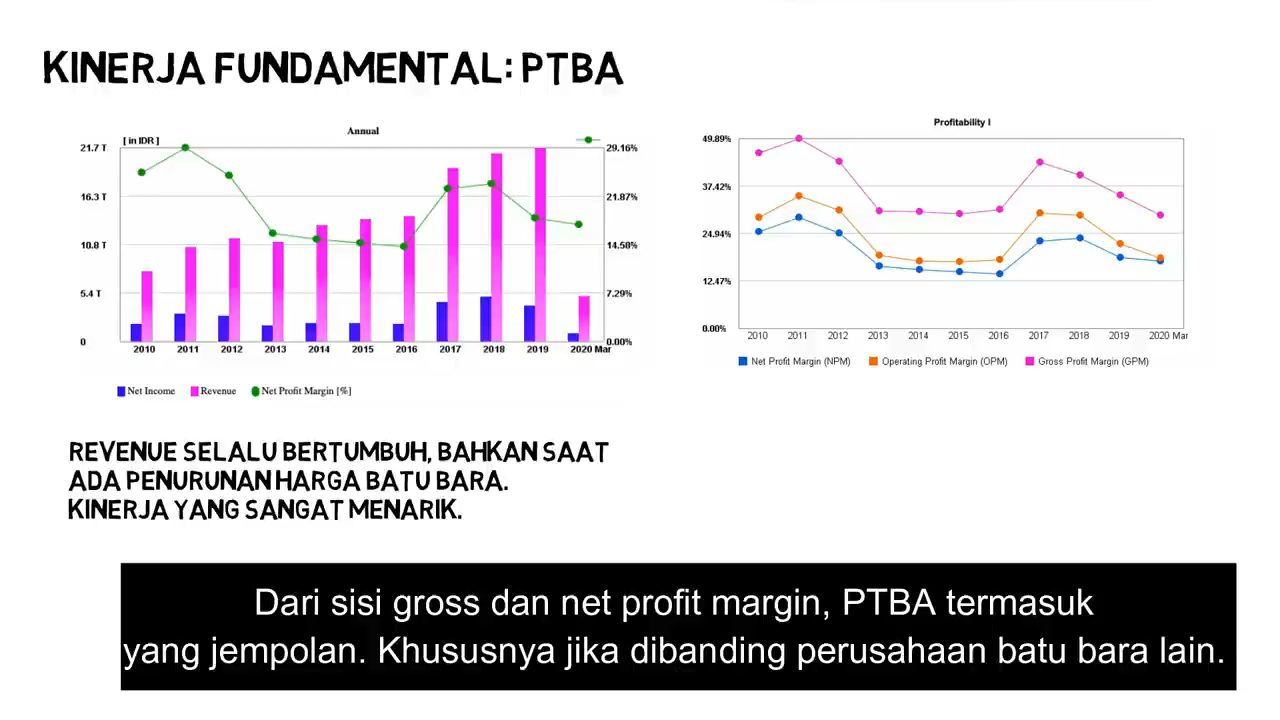 KINERJA FUNDAMENTAL: PTBA
Annual
[ in IDR ]
21.7 T
16.3 T
10.8 T
5.4 T
0
29.16%
21.87%
14.58%
7.29%
0.00%
2010 2011 2012 2013 2014 2015 2016 2017 2018 2019 2020 Mar
Net Income Revenue Net Profit Margin [%]
Profitability I
49.89%
37.42%
24.94%
12.47%
0.00%
2010 2011 2012 2013 2014 2015 2016 2017 2018 2019 2020 Mar
Net Profit Margin (NPM) Operating Profit Margin (OPM) Gross Profit Margin (GPM)
REVENUE SELALU BERTUMBUH, BAHKAN SAAT
ADA PENURUNAN HARGA BATU BARA.
KINERJA YANG SANGAT MENARIK.
Dari sisi gross dan net profit margin, PTBA termasuk
yang jempolan. Khususnya jika dibanding perusahaan batu bara lain.